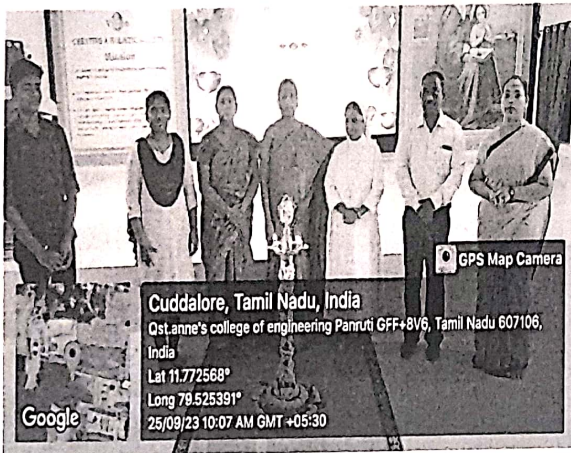 GPS Map Camera
Cuddalore, Tamil Nadu, India
Qst.anne's college of engineering Panruti GFF+8V6, Tamil Nadu 607106,
India
Lat 11.772568°
Long 79.525391°
25/09/23 10:07 AM GMT +05:30
Google